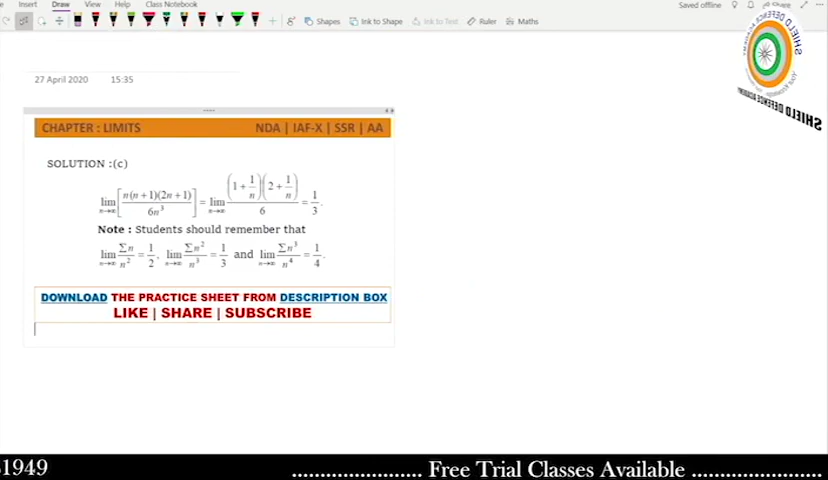 Insert Draw View Help Class Notebook
Saved offline Share
Shapes Ink to Shape Ink to Text Ruler Maths
27 April 2020 15:35
CHAPTER : LIMITS NDA | IAF-X | SSR | AA
SOLUTION :(c)
lim n→∞ [n(n+1)(2n+1)/6n³] = lim n→∞ (1+1/n)(2+1/n)/6 = 1/3.
Note : Students should remember that
lim n→∞ Σn/n² = 1/2, lim n→∞ Σn²/n³ = 1/3 and lim n→∞ Σn³/n⁴ = 1/4.
DOWNLOAD THE PRACTICE SHEET FROM DESCRIPTION BOX
LIKE | SHARE | SUBSCRIBE
SHIELD DEFENCE ACADEMY
SHIELD DEFENCE ACADEMY
1949 ...................... Free Trial Classes Available ......................